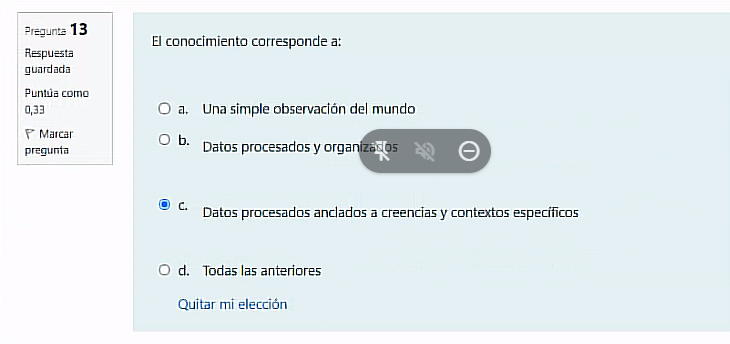 Pregunta 13
Respuesta
guardada
Puntúa como
0,33
Marcar
pregunta
El conocimiento corresponde a:
a. Una simple observación del mundo
b. Datos procesados y organizados
c. Datos procesados anclados a creencias y contextos específicos
d. Todas las anteriores
Quitar mi elección